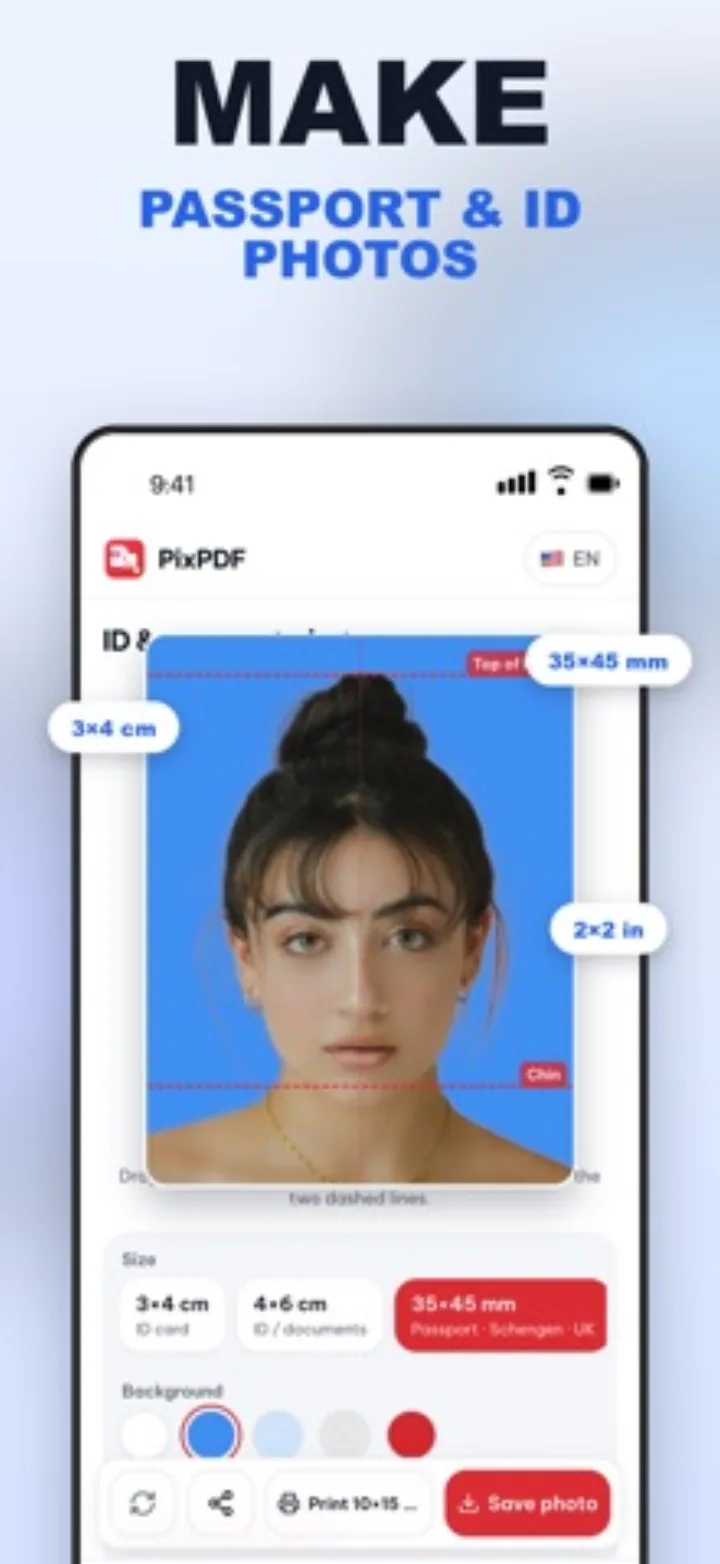 MAKE
PASSPORT & ID
PHOTOS
9:41
PixPDF
EN
ID &
Top of
35×45 mm
3×4 cm
2×2 in
Chin
the
two dashed lines.
Size
3×4 cm
ID card
4×6 cm
ID / documents
35×45 mm
Passport · Schengen · UK
Background
Print 10×15 ...
Save photo